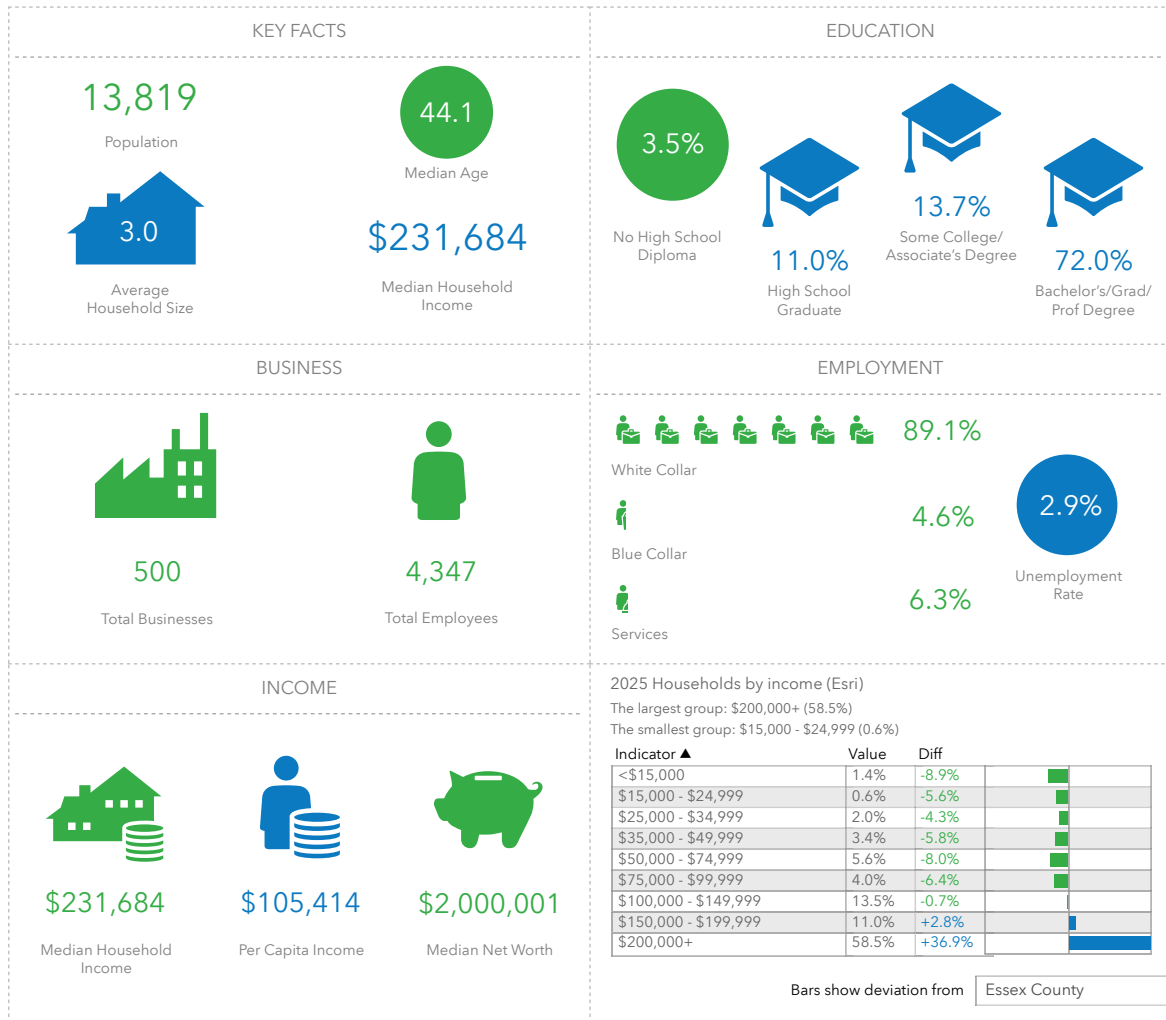 KEY FACTS
13,819
Population
44.1
Median Age
3.0
Average
Household Size
$231,684
Median Household
Income
EDUCATION
3.5%
No High School
Diploma
11.0%
High School
Graduate
13.7%
Some College/
Associate's Degree
72.0%
Bachelor's/Grad/
Prof Degree
BUSINESS
500
Total Businesses
4,347
Total Employees
EMPLOYMENT
89.1%
White Collar
4.6%
Blue Collar
6.3%
Services
2.9%
Unemployment
Rate
INCOME
$231,684
Median Household
Income
$105,414
Per Capita Income
$2,000,001
Median Net Worth
2025 Households by income (Esri)
The largest group: $200,000+ (58.5%)
The smallest group: $15,000 - $24,999 (0.6%)
Indicator ▲ Value Diff
<$15,000 1.4% -8.9%
$15,000 - $24,999 0.6% -5.6%
$25,000 - $34,999 2.0% -4.3%
$35,000 - $49,999 3.4% -5.8%
$50,000 - $74,999 5.6% -8.0%
$75,000 - $99,999 4.0% -6.4%
$100,000 - $149,999 13.5% -0.7%
$150,000 - $199,999 11.0% +2.8%
$200,000+ 58.5% +36.9%
Bars show deviation from Essex County